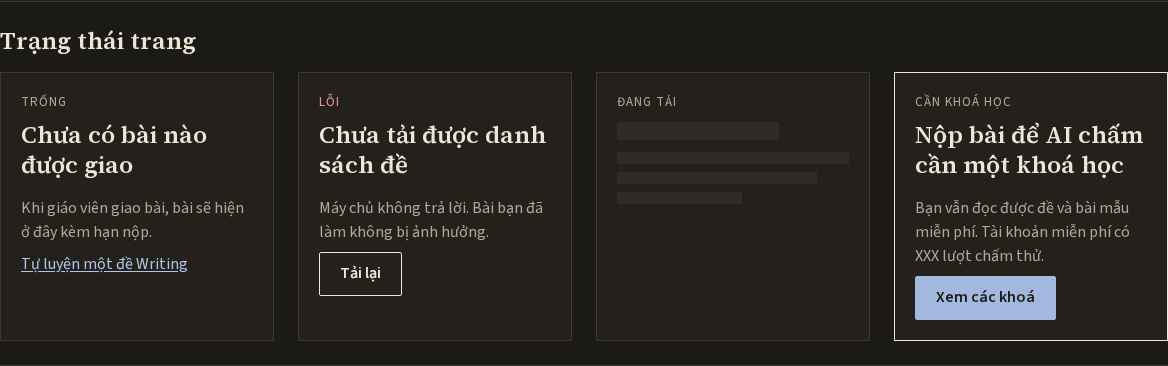 Trạng thái trang
TRỐNG
Chưa có bài nào
được giao
Khi giáo viên giao bài, bài sẽ hiện
ở đây kèm hạn nộp.
Tự luyện một đề Writing
LỖI
Chưa tải được danh
sách đề
Máy chủ không trả lời. Bài bạn đã
làm không bị ảnh hưởng.
Tải lại
ĐANG TẢI
CẦN KHOÁ HỌC
Nộp bài để AI chấm
cần một khoá học
Bạn vẫn đọc được đề và bài mẫu
miễn phí. Tài khoản miễn phí có
XXX lượt chấm thử.
Xem các khoá